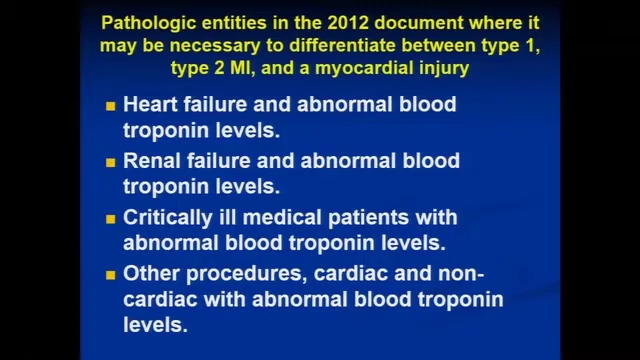 Pathologic entities in the 2012 document where it
may be necessary to differentiate between type 1,
type 2 MI, and a myocardial injury
Heart failure and abnormal blood
troponin levels.
Renal failure and abnormal blood
troponin levels.
Critically ill medical patients with
abnormal blood troponin levels.
Other procedures, cardiac and non-
cardiac with abnormal blood troponin
levels.